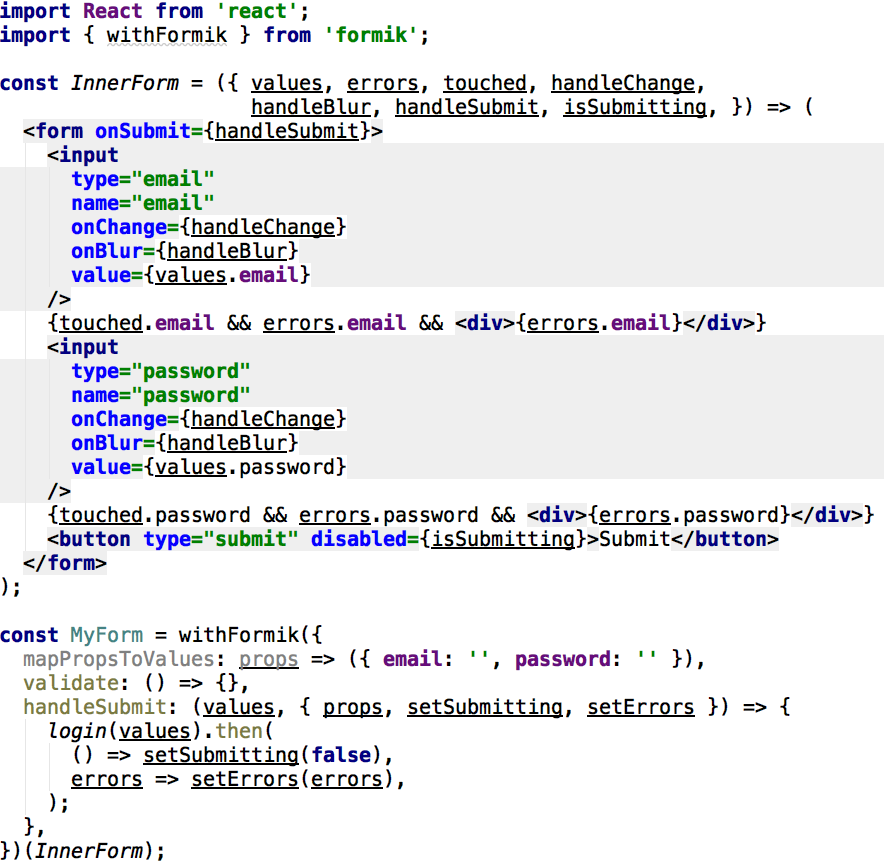 import React from 'react';
import { withFormik } from 'formik';

const InnerForm = ({ values, errors, touched, handleChange,
                     handleBlur, handleSubmit, isSubmitting, }) => (
  <form onSubmit={handleSubmit}>
    <input
      type="email"
      name="email"
      onChange={handleChange}
      onBlur={handleBlur}
      value={values.email}
    />
    {touched.email && errors.email && <div>{errors.email}</div>}
    <input
      type="password"
      name="password"
      onChange={handleChange}
      onBlur={handleBlur}
      value={values.password}
    />
    {touched.password && errors.password && <div>{errors.password}</div>}
    <button type="submit" disabled={isSubmitting}>Submit</button>
  </form>
);

const MyForm = withFormik({
  mapPropsToValues: props => ({ email: '', password: '' }),
  validate: () => {},
  handleSubmit: (values, { props, setSubmitting, setErrors }) => {
    login(values).then(
      () => setSubmitting(false),
      errors => setErrors(errors),
    );
  },
})(InnerForm);